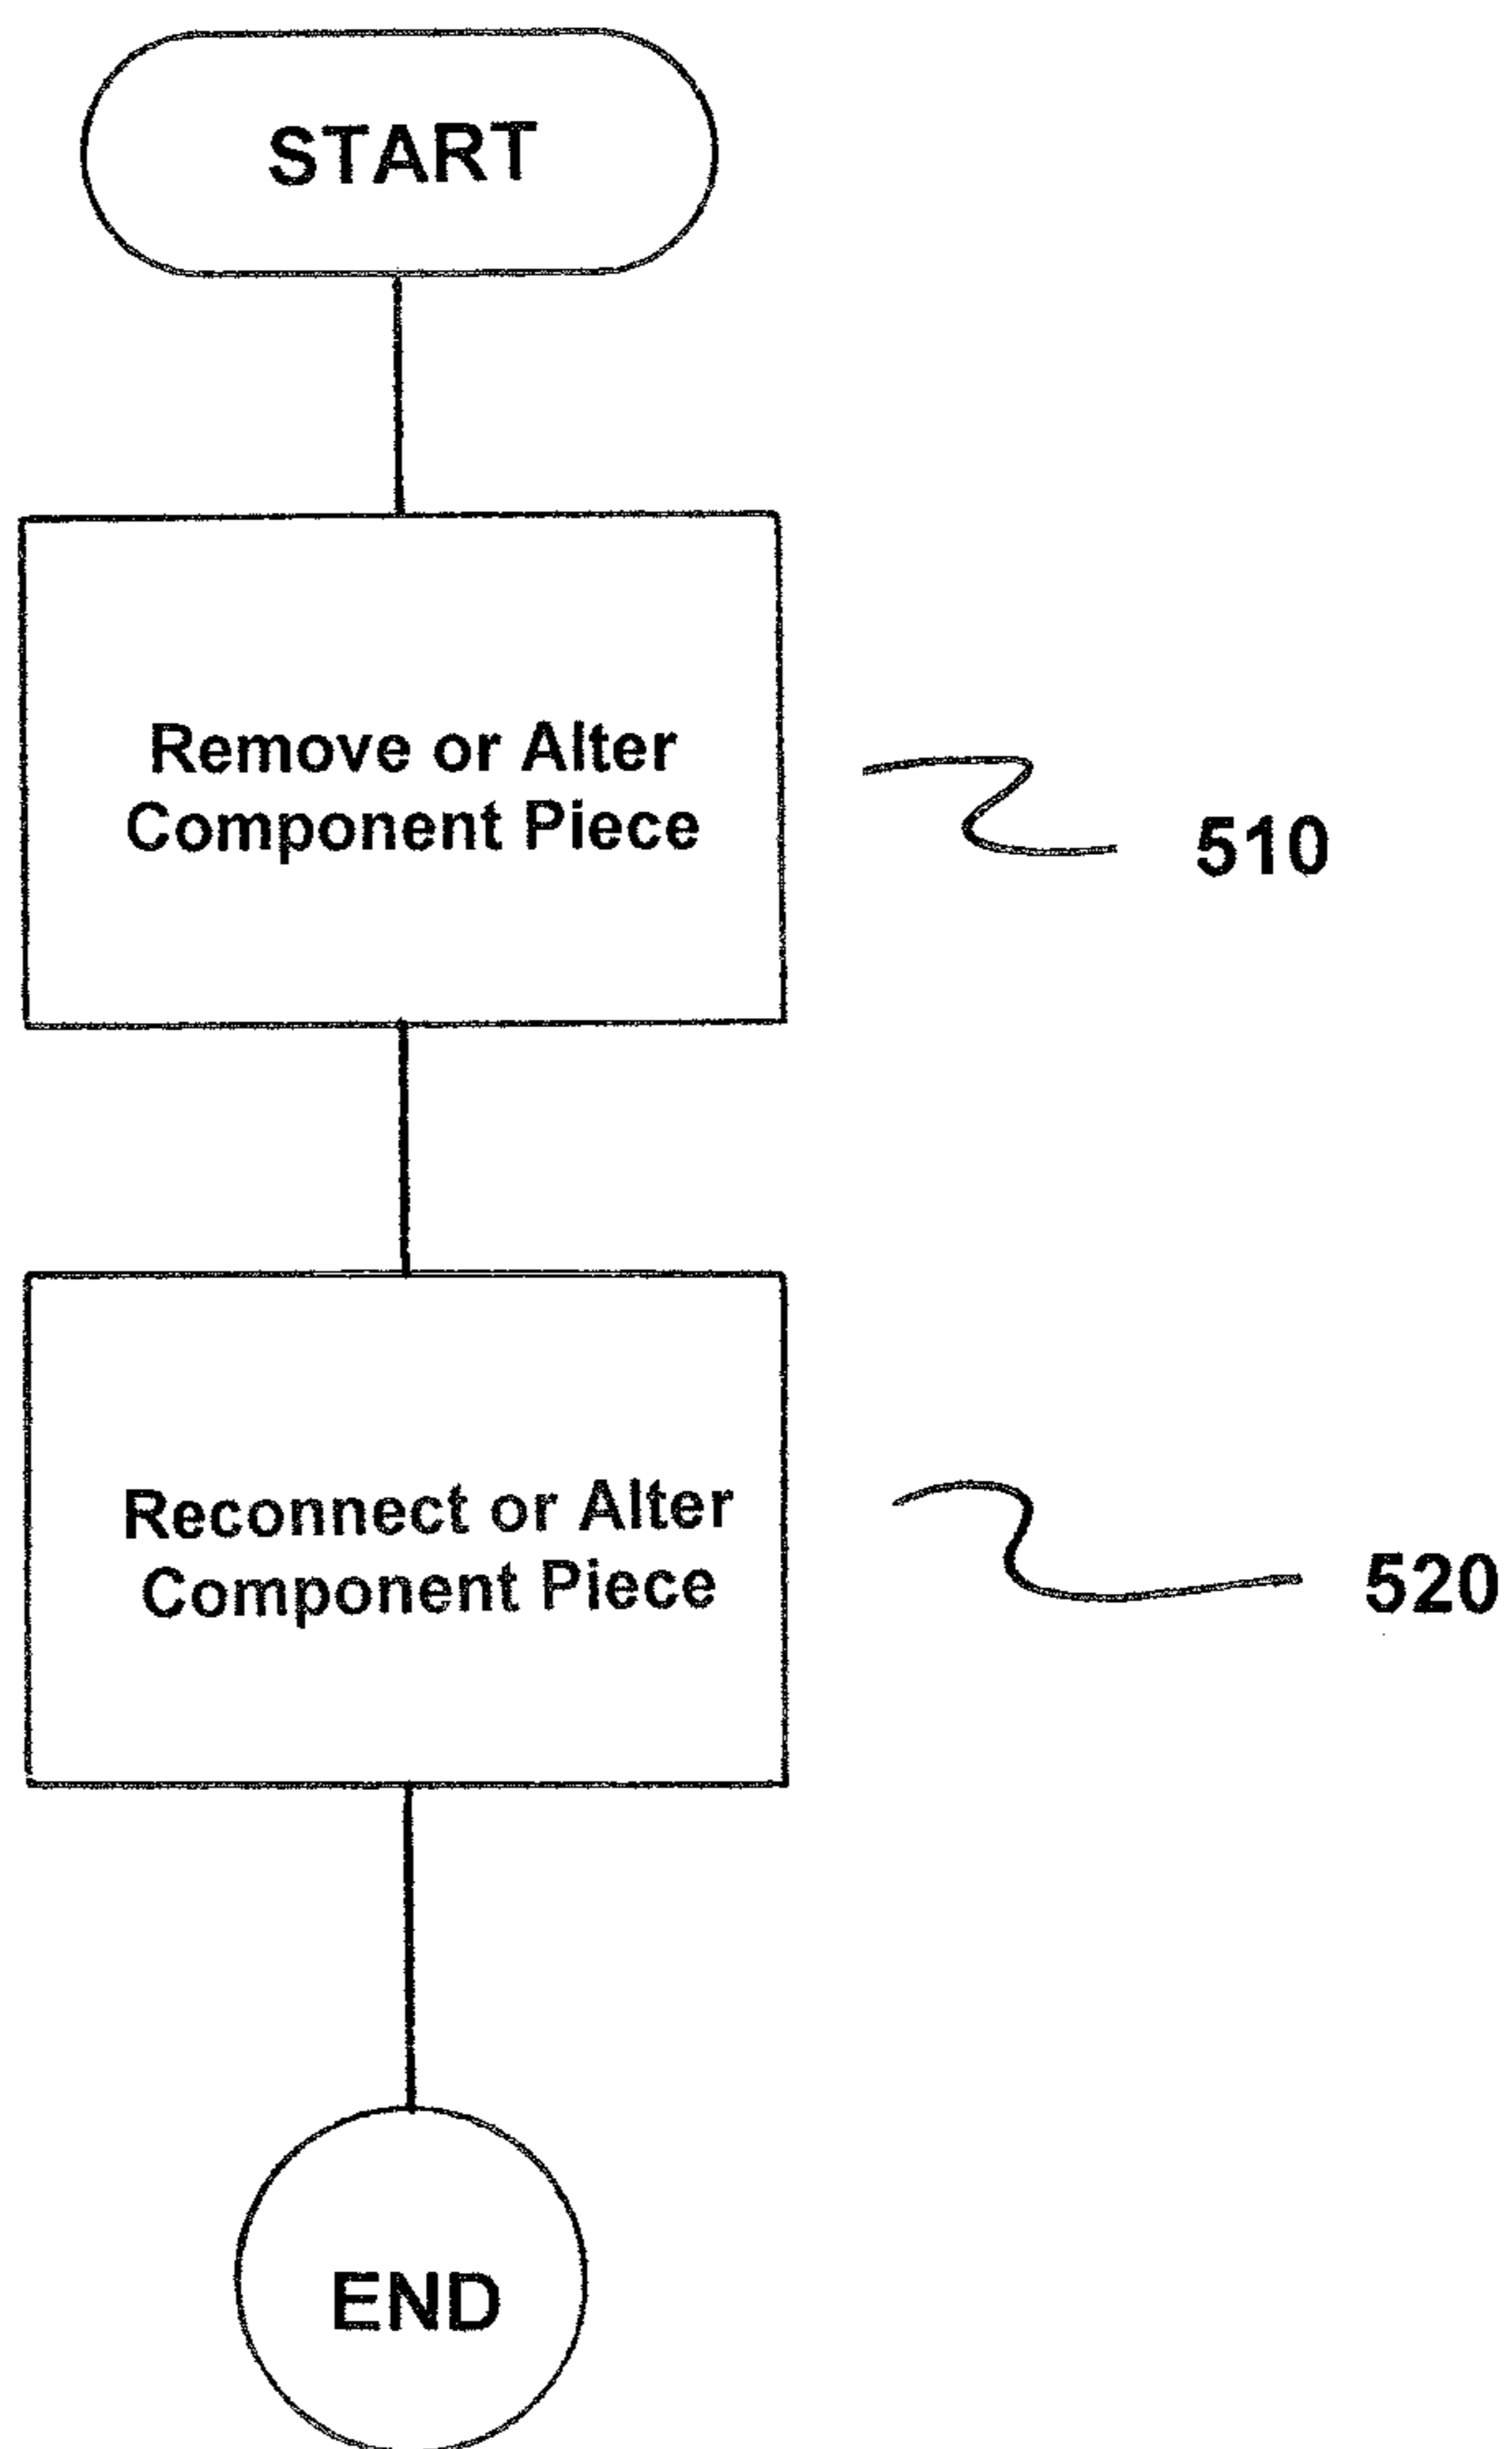 START
Remove or Alter
Component Piece
510
Reconnect or Alter
Component Piece
520
END